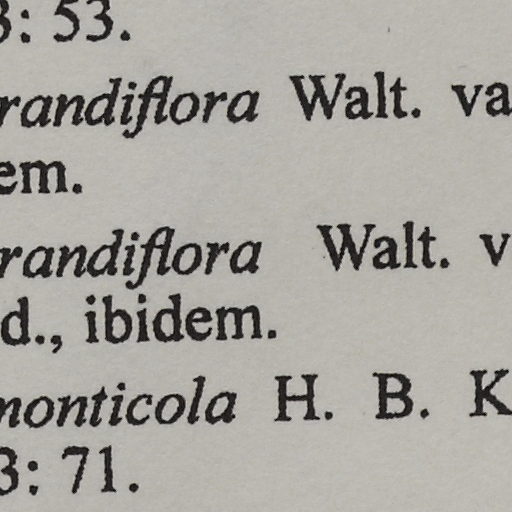 3: 53.
randiflora Walt. va
em.
randiflora Walt. v
d., ibidem.
monticola H. B. K
3: 71.